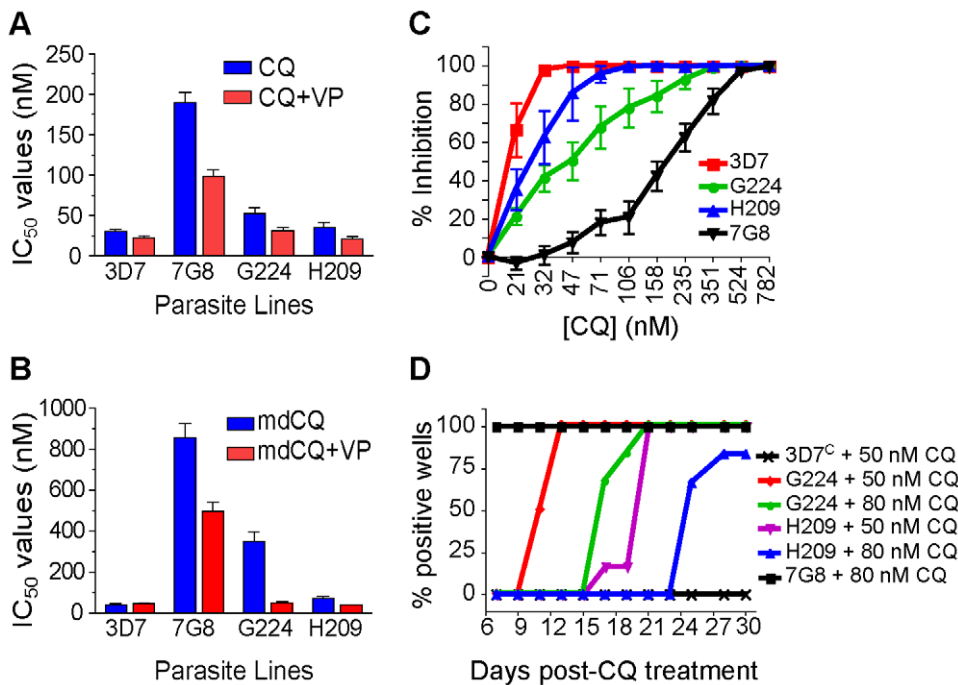 A
IC50 values (nM)
250
200
150
100
50
0
CQ
CQ+VP
3D7 7G8 G224 H209
Parasite Lines
B
IC50 values (nM)
1000
800
600
400
200
0
mdCQ
mdCQ+VP
3D7 7G8 G224 H209
Parasite Lines
C
% Inhibition
100
80
60
40
20
0
3D7
G224
H209
7G8
0 21 32 47 71 106 158 235 351 524 782
[CQ] (nM)
D
% positive wells
100
75
50
25
0
6 9 12 15 18 21 24 27 30
Days post-CQ treatment
3D7C + 50 nM CQ
G224 + 50 nM CQ
G224 + 80 nM CQ
H209 + 50 nM CQ
H209 + 80 nM CQ
7G8 + 80 nM CQ